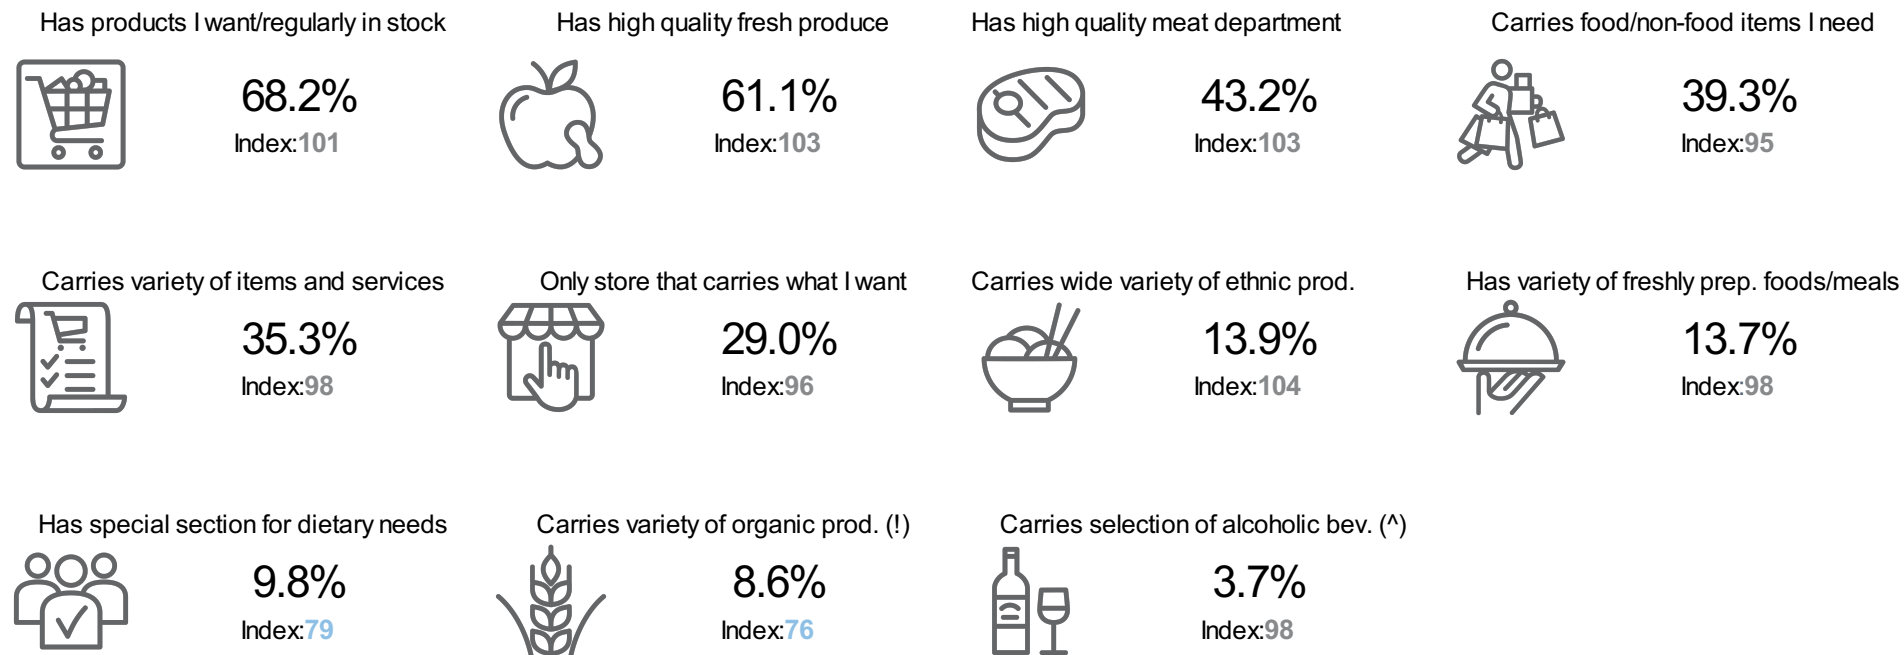 Has products I want/regularly in stock
68.2%
Index:101
Has high quality fresh produce
61.1%
Index:103
Has high quality meat department
43.2%
Index:103
Carries food/non-food items I need
39.3%
Index:95
Carries variety of items and services
35.3%
Index:98
Only store that carries what I want
29.0%
Index:96
Carries wide variety of ethnic prod.
13.9%
Index:104
Has variety of freshly prep. foods/meals
13.7%
Index:98
Has special section for dietary needs
9.8%
Index:79
Carries variety of organic prod. (!)
8.6%
Index:76
Carries selection of alcoholic bev. (^)
3.7%
Index:98